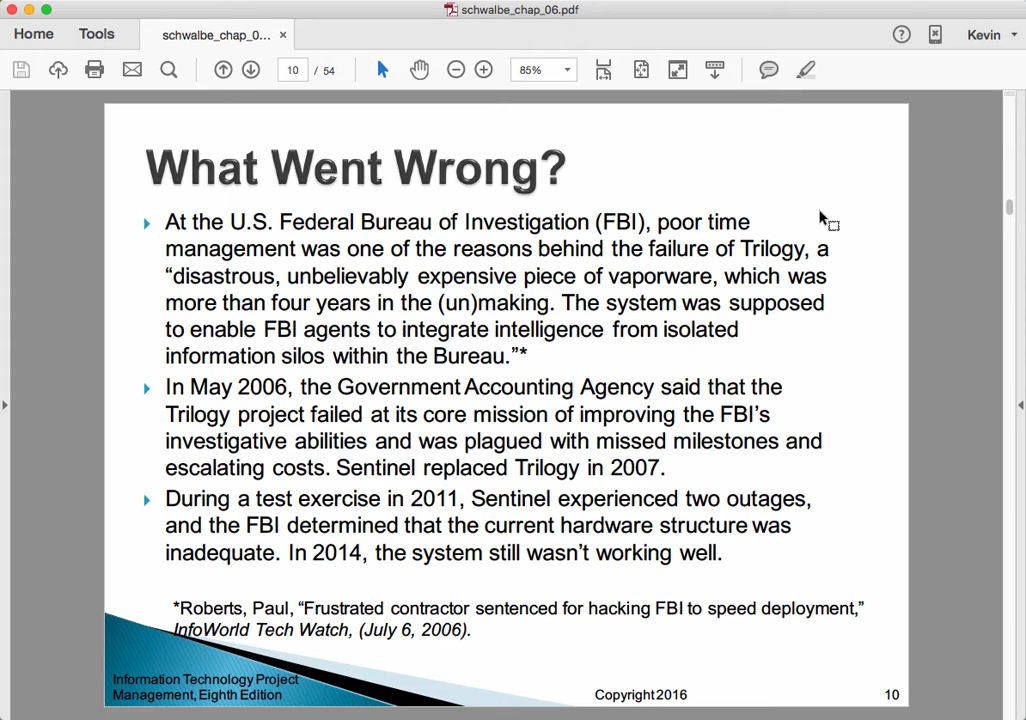 schwalbe_chap_06.pdf
Home Tools schwalbe_chap_0... × Kevin
10 / 54 85%
What Went Wrong?
At the U.S. Federal Bureau of Investigation (FBI), poor time
management was one of the reasons behind the failure of Trilogy, a
“disastrous, unbelievably expensive piece of vaporware, which was
more than four years in the (un)making. The system was supposed
to enable FBI agents to integrate intelligence from isolated
information silos within the Bureau.”*
In May 2006, the Government Accounting Agency said that the
Trilogy project failed at its core mission of improving the FBI’s
investigative abilities and was plagued with missed milestones and
escalating costs. Sentinel replaced Trilogy in 2007.
During a test exercise in 2011, Sentinel experienced two outages,
and the FBI determined that the current hardware structure was
inadequate. In 2014, the system still wasn’t working well.
*Roberts, Paul, “Frustrated contractor sentenced for hacking FBI to speed deployment,”
InfoWorld Tech Watch, (July 6, 2006).
Information Technology Project
Management, Eighth Edition Copyright 2016 10